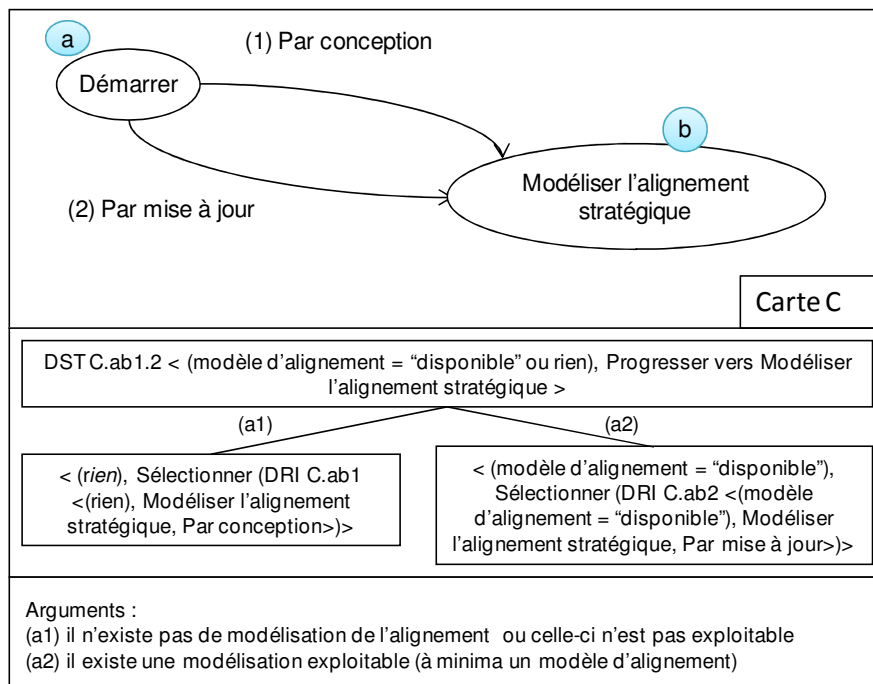 a
(1) Par conception
Démarrer
b
Modéliser l'alignement
stratégique
(2) Par mise à jour
Carte C
DST C.ab1.2 < (modèle d'alignement = “disponible” ou rien), Progresser vers Modéliser
l'alignement stratégique >
(a1)
(a2)
< (rien), Sélectionner (DRI C.ab1
<(rien), Modéliser l'alignement
stratégique, Par conception>)>
< (modèle d'alignement = “disponible”),
Sélectionner (DRI C.ab2 <(modèle
d'alignement = “disponible”), Modéliser
l'alignement stratégique, Par mise à jour>)>
Arguments :
(a1) il n'existe pas de modélisation de l'alignement ou celle-ci n'est pas exploitable
(a2) il existe une modélisation exploitable (à minima un modèle d'alignement)